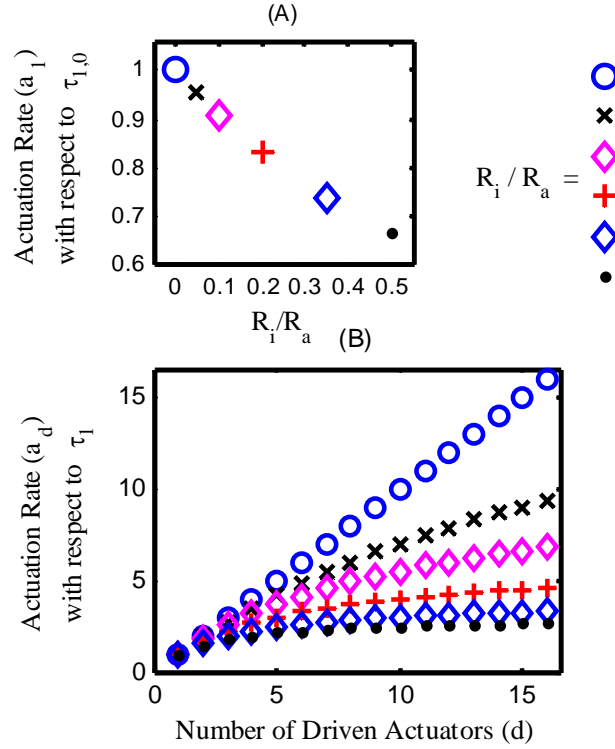 (A)
Actuation Rate (a1)
with respect to τ1,0
1
0.9
0.8
0.7
0.6
0 0.1 0.2 0.3 0.4 0.5
Ri/Ra
Ri / Ra =
(B)
Actuation Rate (ad)
with respect to τ1
15
10
5
0
0 5 10 15
Number of Driven Actuators (d)